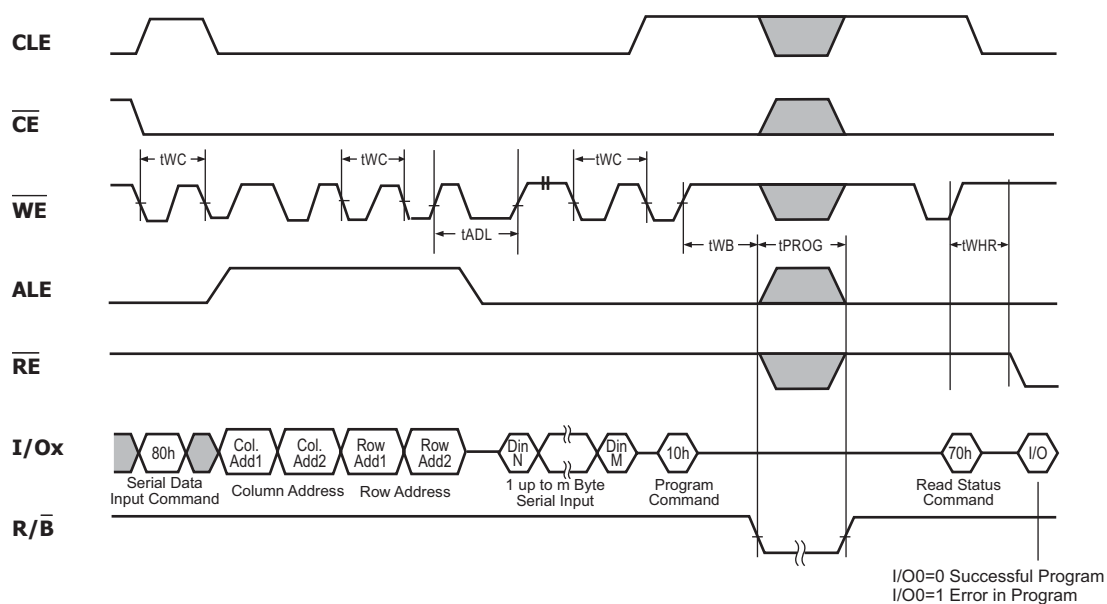 CLE
CE
tWC
tWC
tWC
WE
tADL
tWB
tPROG
tWHR
ALE
RE
I/Ox
80h
Col.
Add1
Col.
Add2
Row
Add1
Row
Add2
Din
N
Din
M
10h
70h
I/O
Serial Data
Input Command
Column Address
Row Address
1 up to m Byte
Serial Input
Program
Command
Read Status
Command
R/B
I/O0=0 Successful Program
I/O0=1 Error in Program